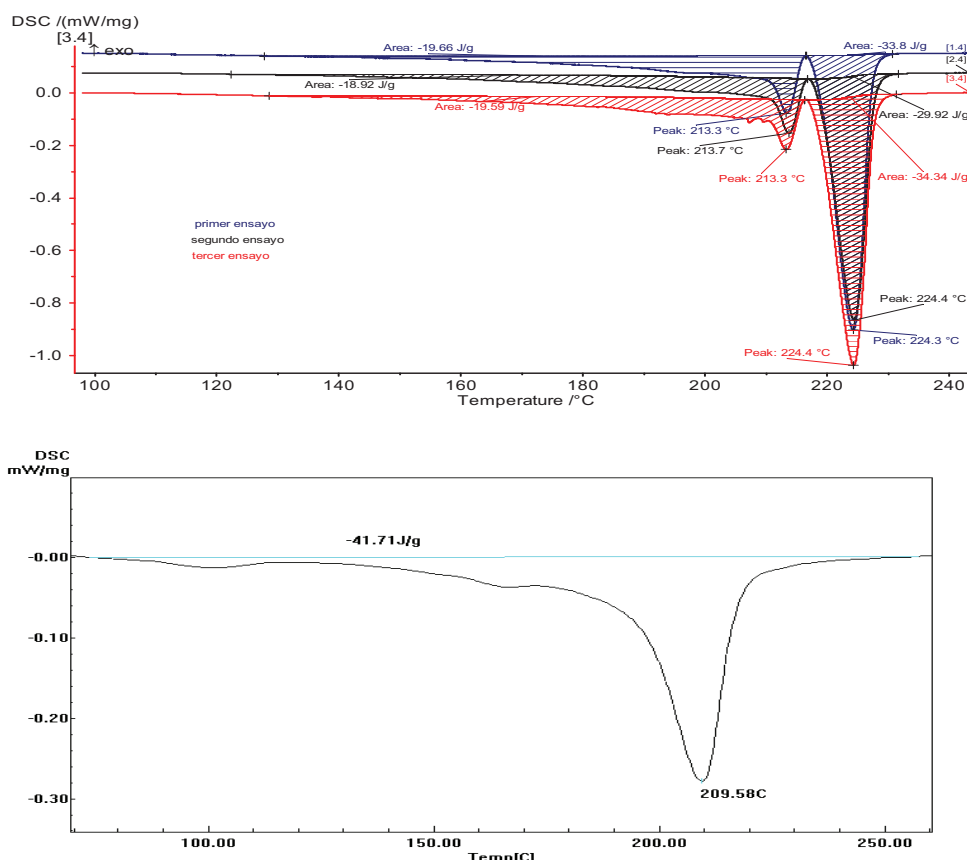 DSC /(mW/mg)
[3.4]
↑ exo
Area: -19.66 J/g
Area: -33.8 J/g
[1.4]
[2.4]
[3.4]
0.0
Area: -18.92 J/g
Area: -19.59 J/g
Area: -29.92 J/g
Peak: 213.3 °C
Peak: 213.7 °C
Peak: 213.3 °C
Area: -34.34 J/g
-0.2
-0.4
primer ensayo
segundo ensayo
tercer ensayo
-0.6
-0.8
Peak: 224.4 °C
Peak: 224.3 °C
Peak: 224.4 °C
-1.0
100 120 140 160 180 200 220 240
Temperature /°C
DSC
mW/mg
-41.71J/g
-0.00
-0.10
-0.20
-0.30
209.58C
100.00 150.00 200.00 250.00
Temp[C]